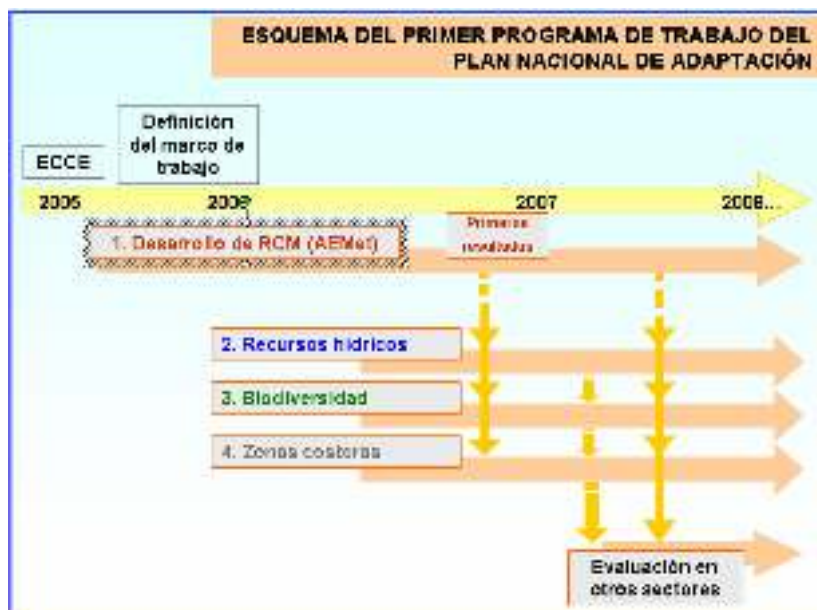 ESQUEMA DEL PRIMER PROGRAMA DE TRABAJO DEL
PLAN NACIONAL DE ADAPTACIÓN
Definición
del marco de
trabajo
ECCE
2005 2006 2007 2008...
1. Desarrollo de RCM (AEMet)
Primeros
resultados
2. Recursos hídricos
3. Biodiversidad
4. Zonas costeras
Evaluación en
otros sectores